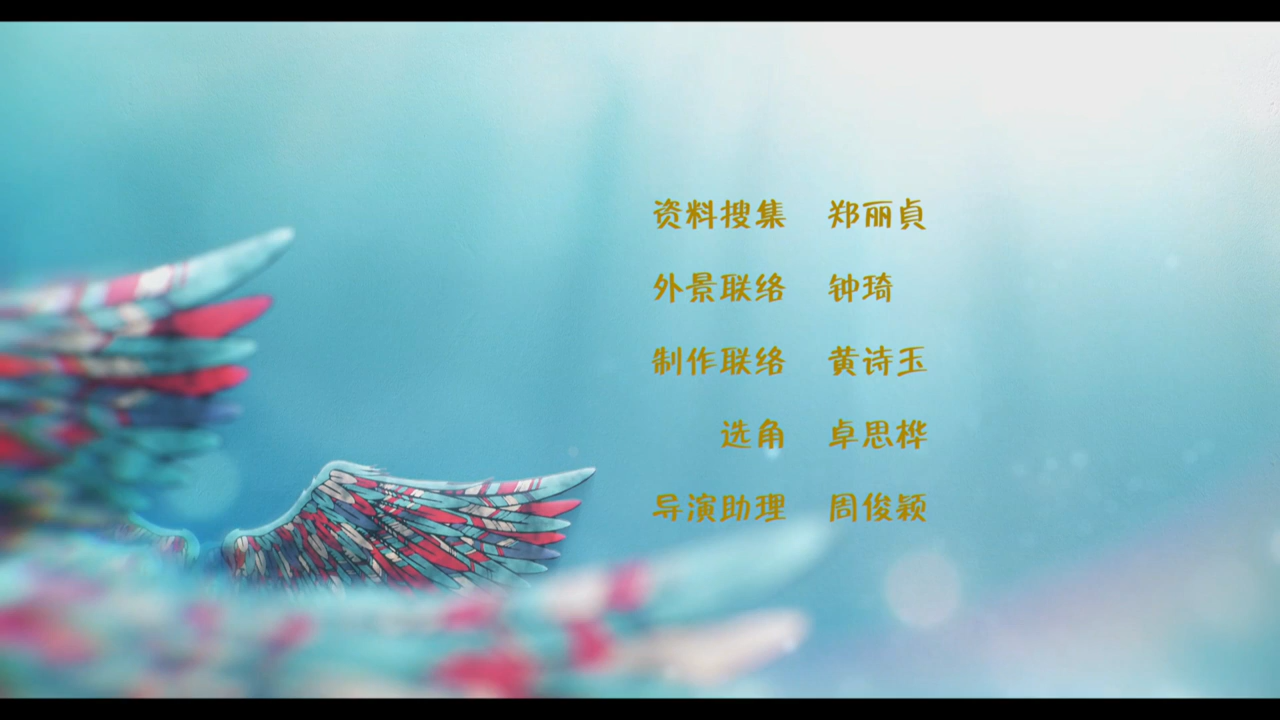 资料搜集 郑丽贞
外景联络 钟琦
制作联络 黄诗玉
选角 卓思桦
导演助理 周俊颖